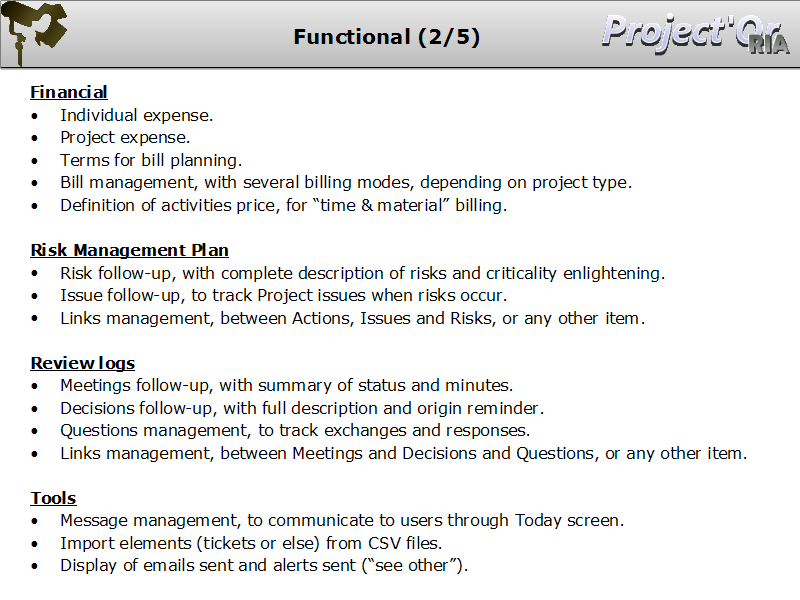 Functional (2/5)
Project'Or
RIA
Financial
• Individual expense.
• Project expense.
• Terms for bill planning.
• Bill management, with several billing modes, depending on project type.
• Definition of activities price, for “time & material” billing.
Risk Management Plan
• Risk follow-up, with complete description of risks and criticality enlightening.
• Issue follow-up, to track Project issues when risks occur.
• Links management, between Actions, Issues and Risks, or any other item.
Review logs
• Meetings follow-up, with summary of status and minutes.
• Decisions follow-up, with full description and origin reminder.
• Questions management, to track exchanges and responses.
• Links management, between Meetings and Decisions and Questions, or any other item.
Tools
• Message management, to communicate to users through Today screen.
• Import elements (tickets or else) from CSV files.
• Display of emails sent and alerts sent (“see other”).